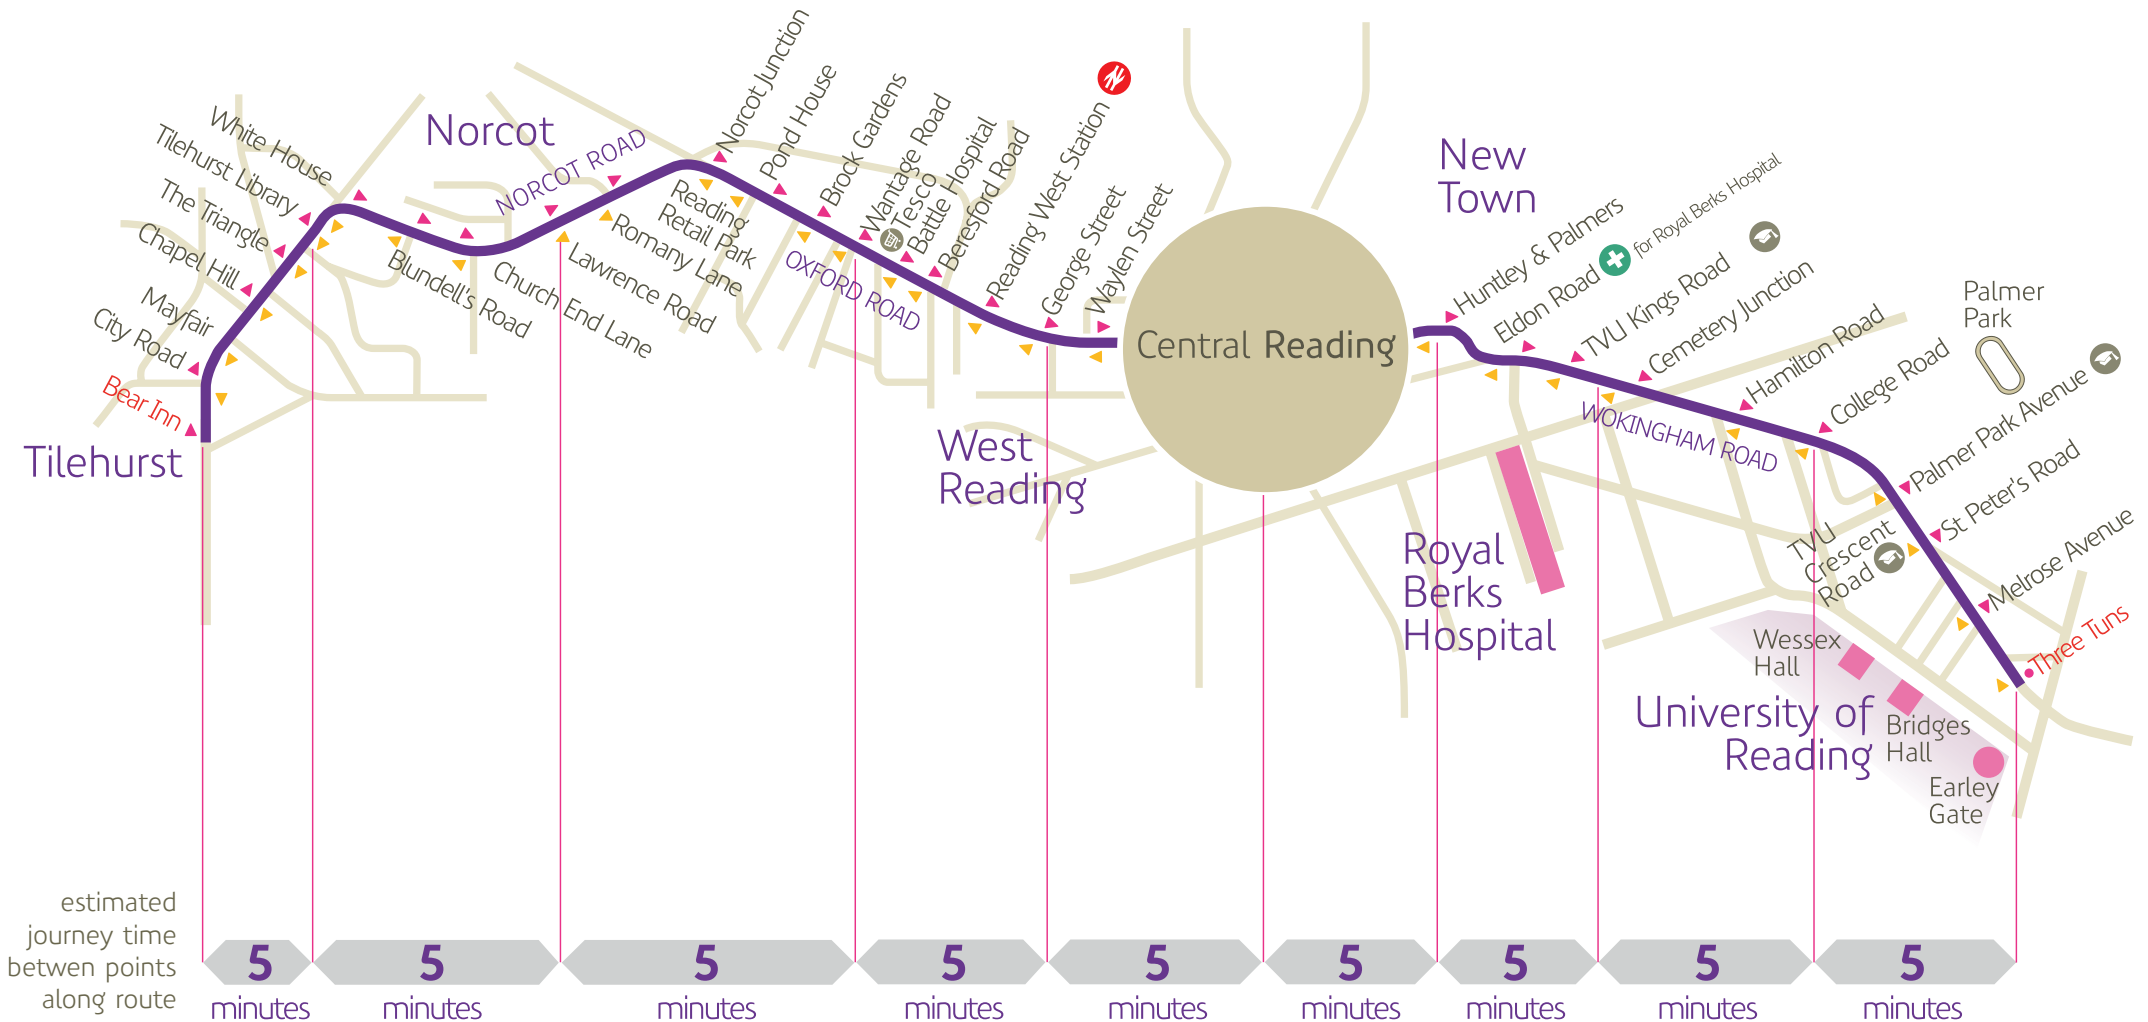 White House
Tilehurst Library
The Triangle
Chapel Hill
Mayfair
City Road
Bear Inn
Tilehurst
Norcot
NORCOT ROAD
Blundell's Road
Church End Lane
Lawrence Road
Romany Lane
Reading
Retail Park
Norcot Junction
Pond House
Brock Gardens
Wantage Road
Tesco
Battle Hospital
Beresford Road
Reading West Station
George Street
Waylen Street
OXFORD ROAD
West
Reading
Central Reading
New
Town
Huntley & Palmers
Eldon Road
for Royal Berks Hospital
TVU Kings Road
Cemetery Junction
Hamilton Road
College Road
Palmer
Park
Palmer Park Avenue
St Peter's Road
Melrose Avenue
Three Tuns
WOKINGHAM ROAD
TVU
Crescent
Road
Royal
Berks
Hospital
Wessex
Hall
University of
Reading
Bridges
Hall
Earley
Gate
estimated
journey time
betwen points
along route
5 5 5 5 5 5 5 5 5
minutes minutes minutes minutes minutes minutes minutes minutes minutes